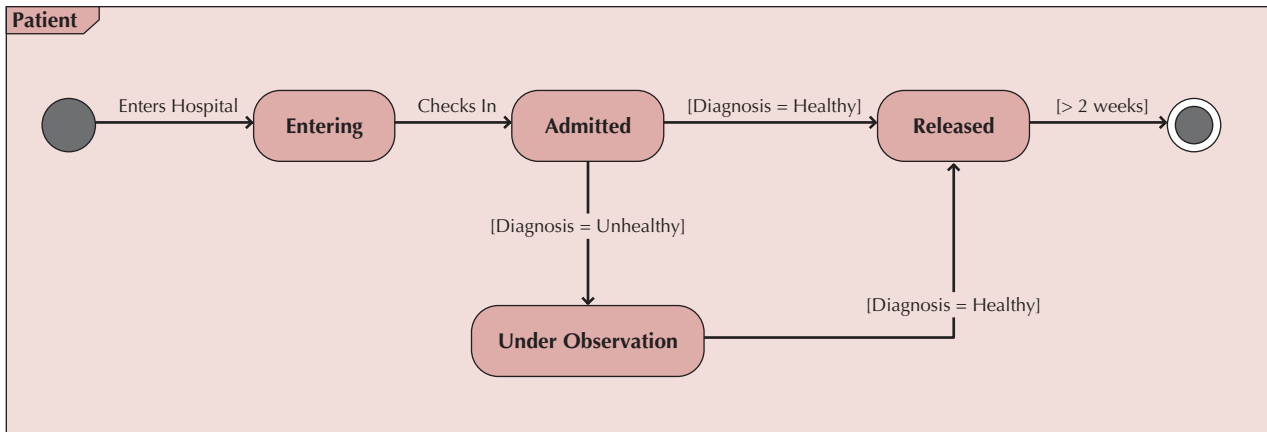 Patient
Enters Hospital
Entering
Checks In
Admitted
[Diagnosis = Healthy]
Released
[> 2 weeks]
[Diagnosis = Unhealthy]
[Diagnosis = Healthy]
Under Observation